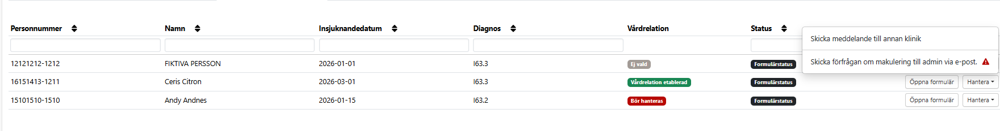 Personnummer Namn Insjuknandedatum Diagnos Vårdrelation Status
Skicka meddelande till annan klinik
Skicka förfrågan om makulering till admin via e-post.
12121212-1212 FIKTIVA PERSSON 2026-01-01 I63.3 Ej vald Formulärstatus
16151413-1211 Ceris Citron 2026-03-01 I63.3 Vårdrelation etablerad Formulärstatus Öppna formulär Hantera
15101510-1510 Andy Andnes 2026-01-15 I63.2 Bör hanteras Formulärstatus Öppna formulär Hantera